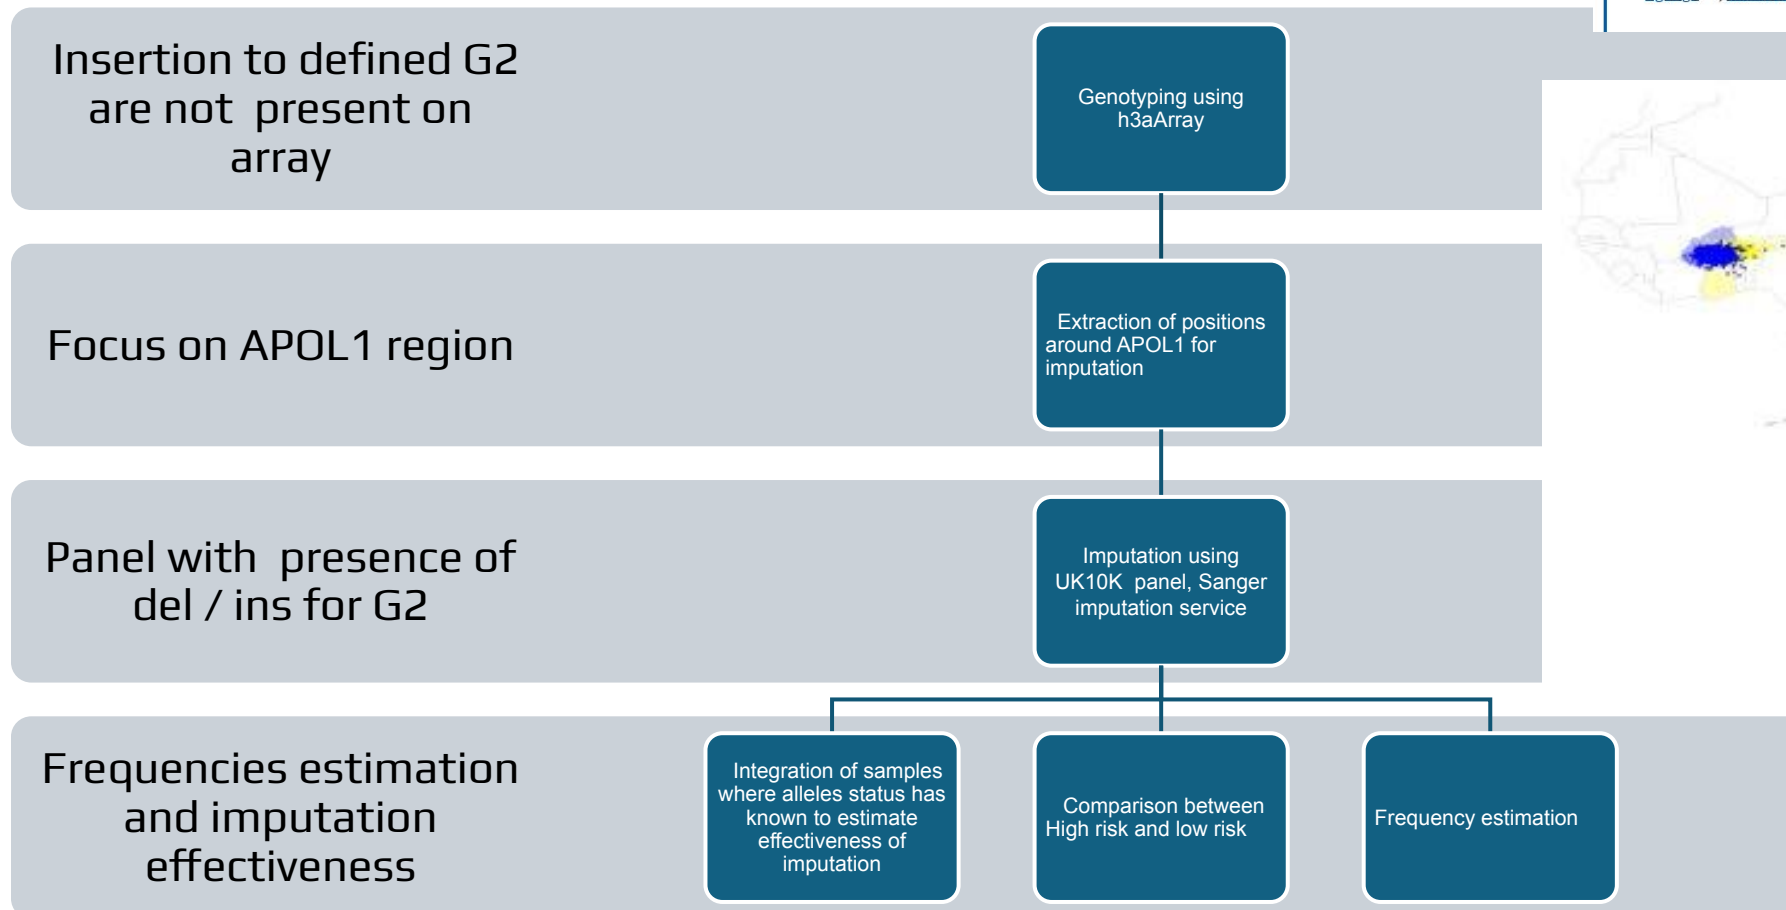 Insertion to defined G2
are not present on
array
Genotyping using
h3aArray
Focus on APOL1 region
Extraction of positions
around APOL1 for
imputation
Panel with presence of
del / ins for G2
Imputation using
UK10K panel, Sanger
imputation service
Frequencies estimation
and imputation
effectiveness
Integration of samples
where alleles status has
known to estimate
effectiveness of
imputation
Comparison between
High risk and low risk
Frequency estimation